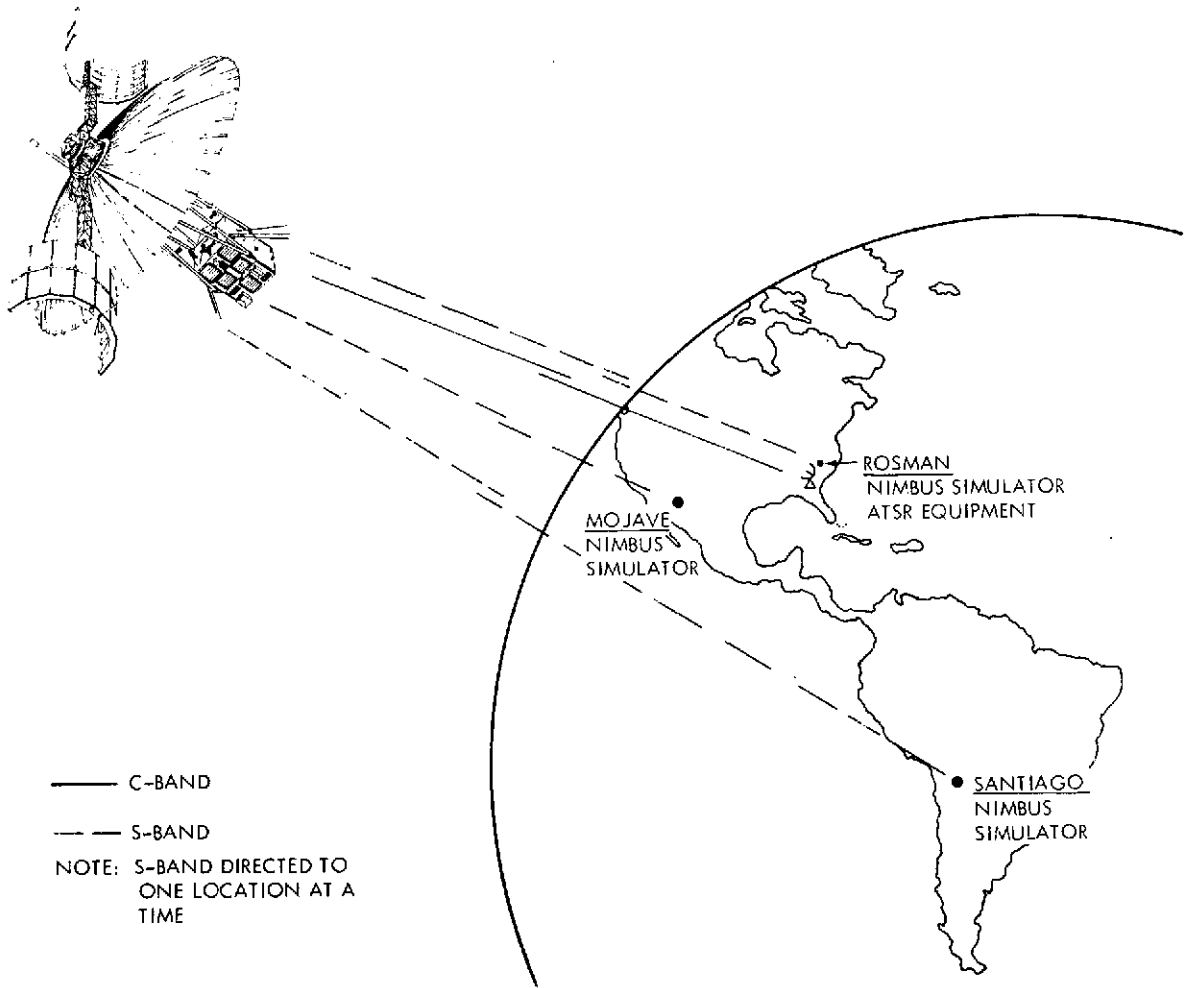 ROSMAN
NIMBUS SIMULATOR
ATSR EQUIPMENT
MOJAVE
NIMBUS
SIMULATOR
C-BAND
S-BAND
NOTE: S-BAND DIRECTED TO
ONE LOCATION AT A
TIME
SANTIAGO
NIMBUS
SIMULATOR